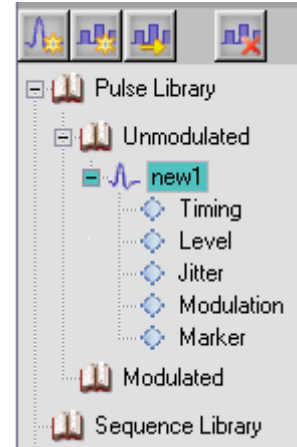 Pulse Library
Unmodulated
new1
Timing
Level
Jitter
Modulation
Marker
Modulated
Sequence Library